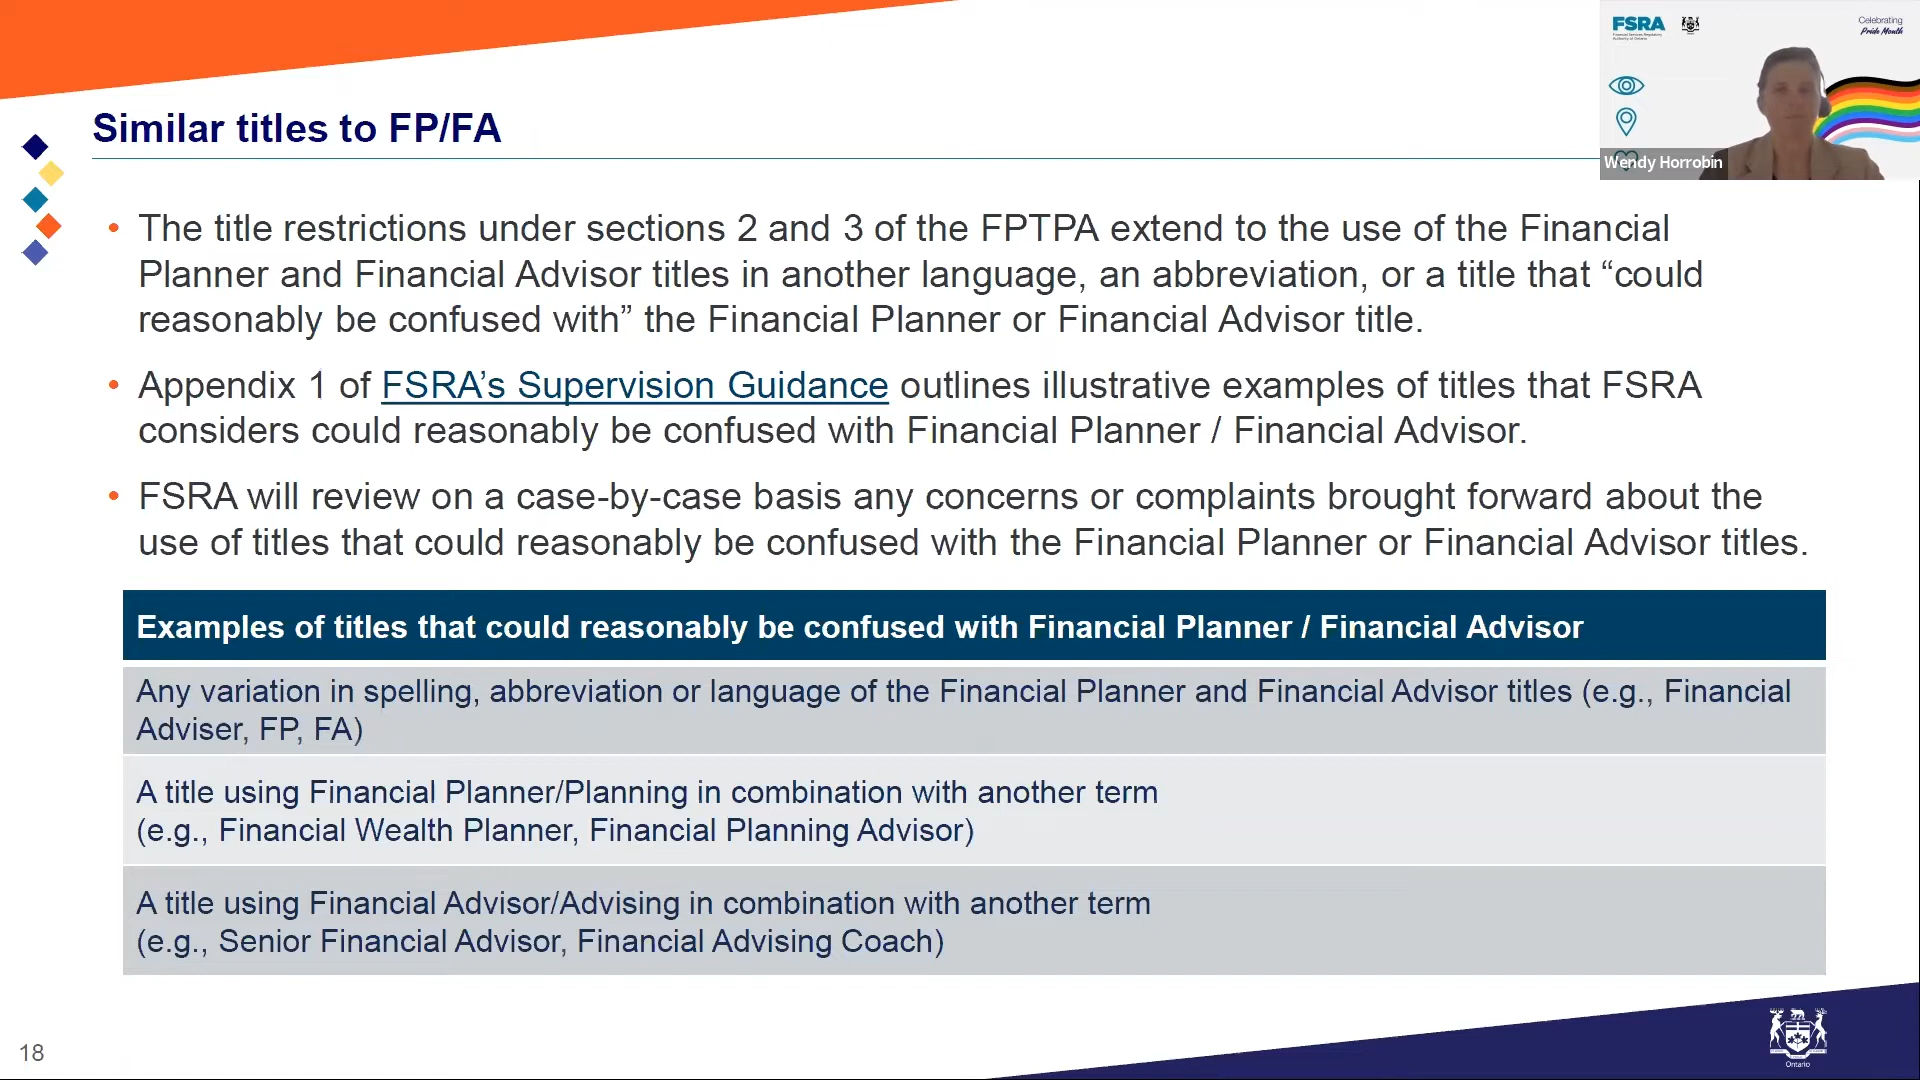 FSRA
Celebrating
Pride Month
Wendy Horrobin
Similar titles to FP/FA
• The title restrictions under sections 2 and 3 of the FPTPA extend to the use of the Financial
Planner and Financial Advisor titles in another language, an abbreviation, or a title that “could
reasonably be confused with” the Financial Planner or Financial Advisor title.
• Appendix 1 of FSRA’s Supervision Guidance outlines illustrative examples of titles that FSRA
considers could reasonably be confused with Financial Planner / Financial Advisor.
• FSRA will review on a case-by-case basis any concerns or complaints brought forward about the
use of titles that could reasonably be confused with the Financial Planner or Financial Advisor titles.
Examples of titles that could reasonably be confused with Financial Planner / Financial Advisor
Any variation in spelling, abbreviation or language of the Financial Planner and Financial Advisor titles (e.g., Financial
Adviser, FP, FA)
A title using Financial Planner/Planning in combination with another term
(e.g., Financial Wealth Planner, Financial Planning Advisor)
A title using Financial Advisor/Advising in combination with another term
(e.g., Senior Financial Advisor, Financial Advising Coach)
18
Ontario